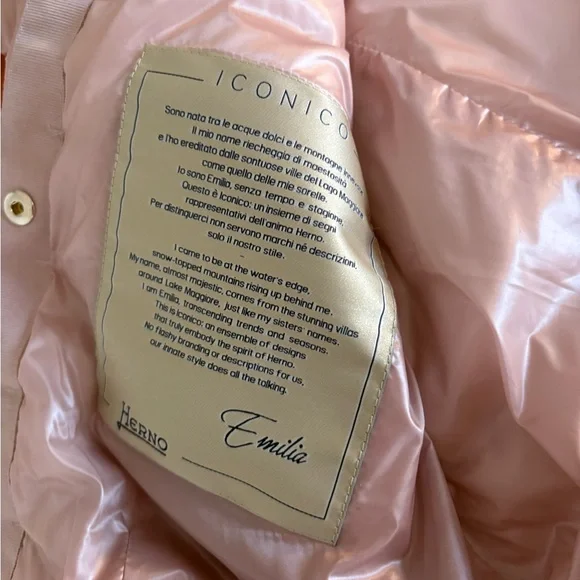 ICONICO
Sono nata tra le acque dolci e le montagne
Il mio nome riecheggia di maestosità
e l'ho ereditato dalle sontuose ville del Lago Maggiore
come quello delle mie sorelle.
Io sono Emilia, senza tempo e stagione.
Questo è Iconico: un insieme di segni
rappresentativi dell'anima Herno.
Per distinguerci non servono marchi né descrizioni,
solo il nostro stile.
I came to be at the water's edge,
snow-topped mountains rising up behind me.
My name, almost majestic, comes from the stunning villas
around Lake Maggiore, just like my sisters' names.
I am Emilia, transcending trends and seasons.
This is Iconico; an ensemble of designs
that truly embody the spirit of Herno.
No flashy branding or descriptions for us,
our innate style does all the talking.
HERNO
Emilia